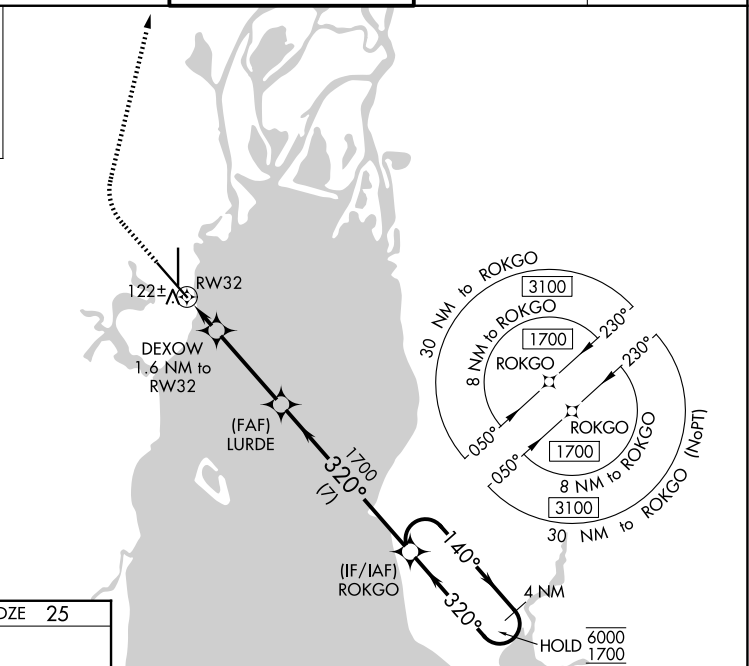 RW32
122±
DEXOW
1.6 NM to
RW32
(FAF)
LURDE
1700
320°
(7)
(IF/IAF)
ROKGO
140°
320°
4 NM
HOLD
6000
1700
30 NM to ROKGO
3100
8 NM to ROKGO
1700
ROKGO
230°
050°
230°
050°
ROKGO
1700
8 NM to ROKGO
3100
30 NM to ROKGO (NoPT)
DZE 25